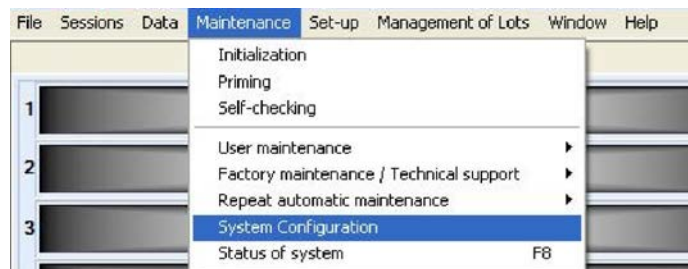 File Sessions Data Maintenance Set-up Management of Lots Window Help
Initialization
Priming
1 Self-checking
User maintenance
2 Factory maintenance / Technical support
Repeat automatic maintenance
3 System Configuration
Status of system F8